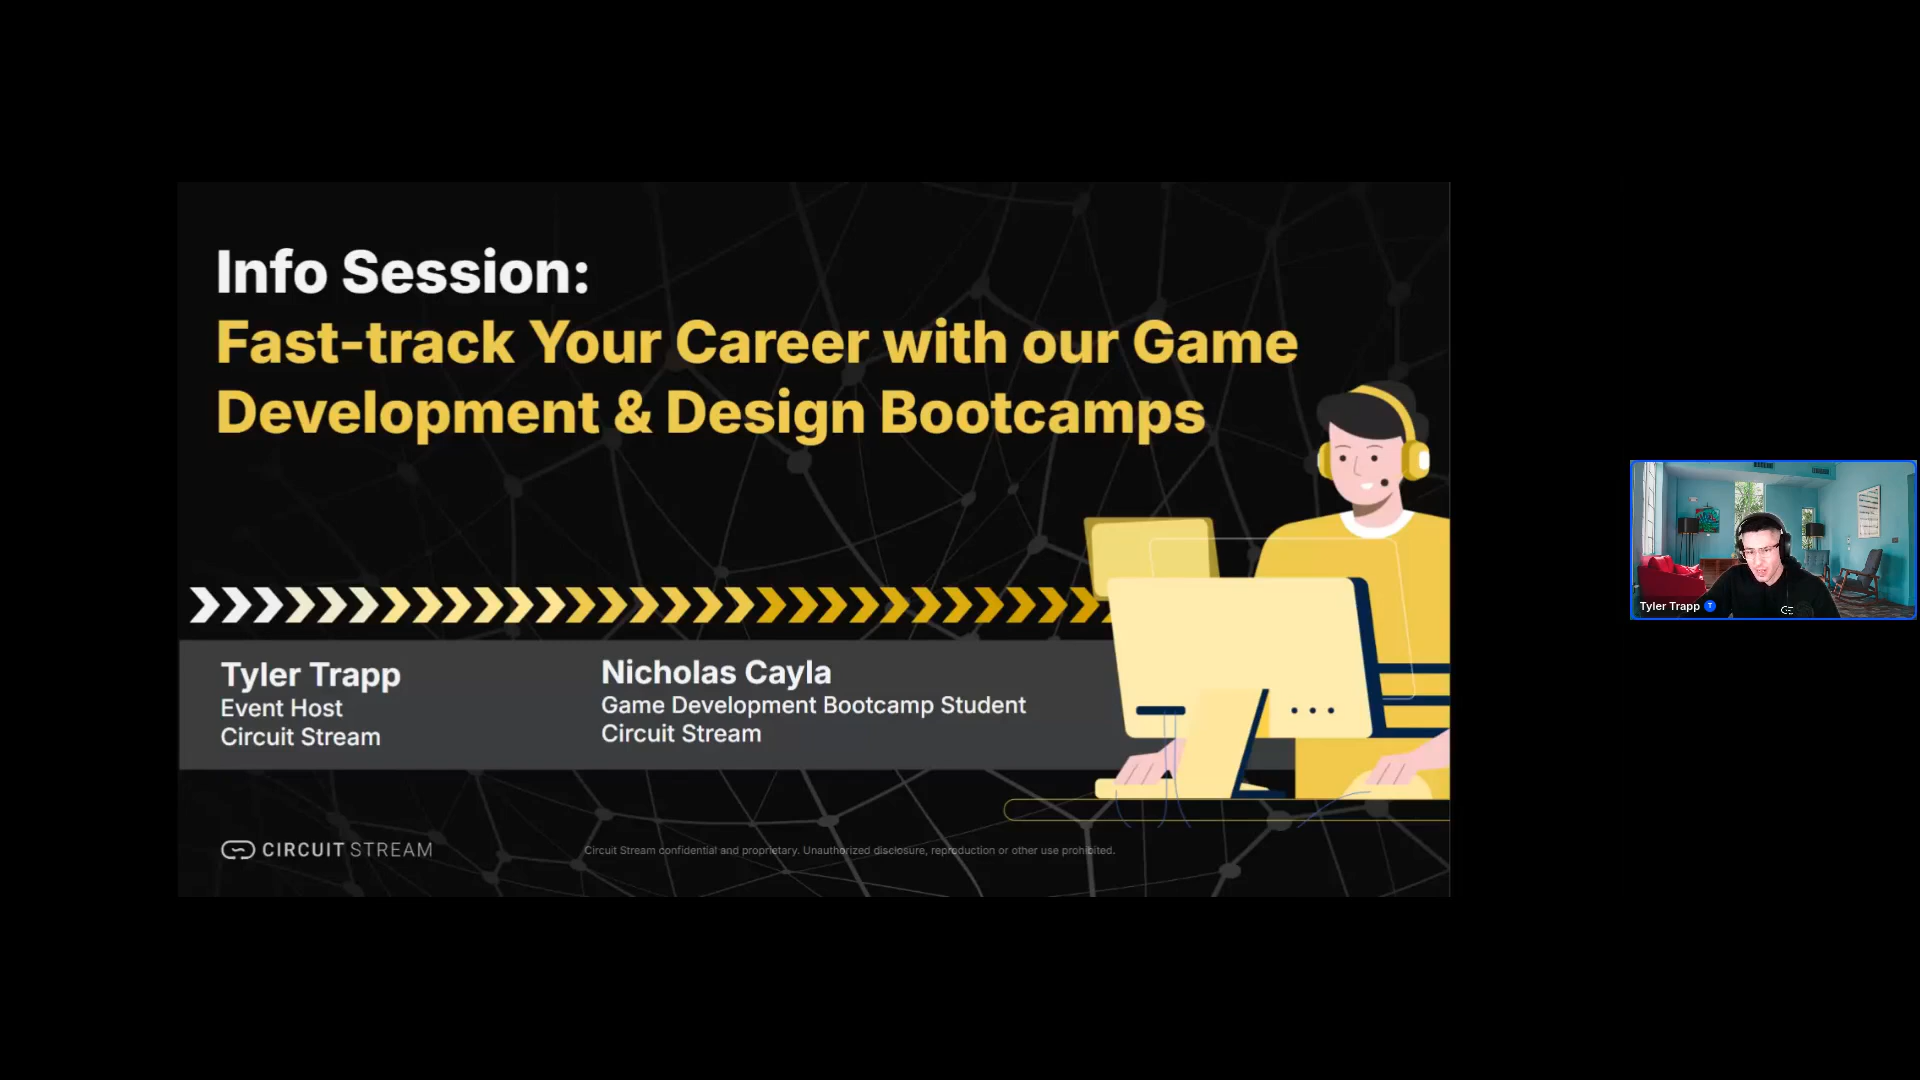 Info Session:
Fast-track Your Career with our Game
Development & Design Bootcamps
Tyler Trapp
Event Host
Circuit Stream
Nicholas Cayla
Game Development Bootcamp Student
Circuit Stream
CIRCUIT STREAM
Circuit Stream confidential and proprietary. Unauthorized disclosure, reproduction or other use prohibited.
Tyler Trapp T